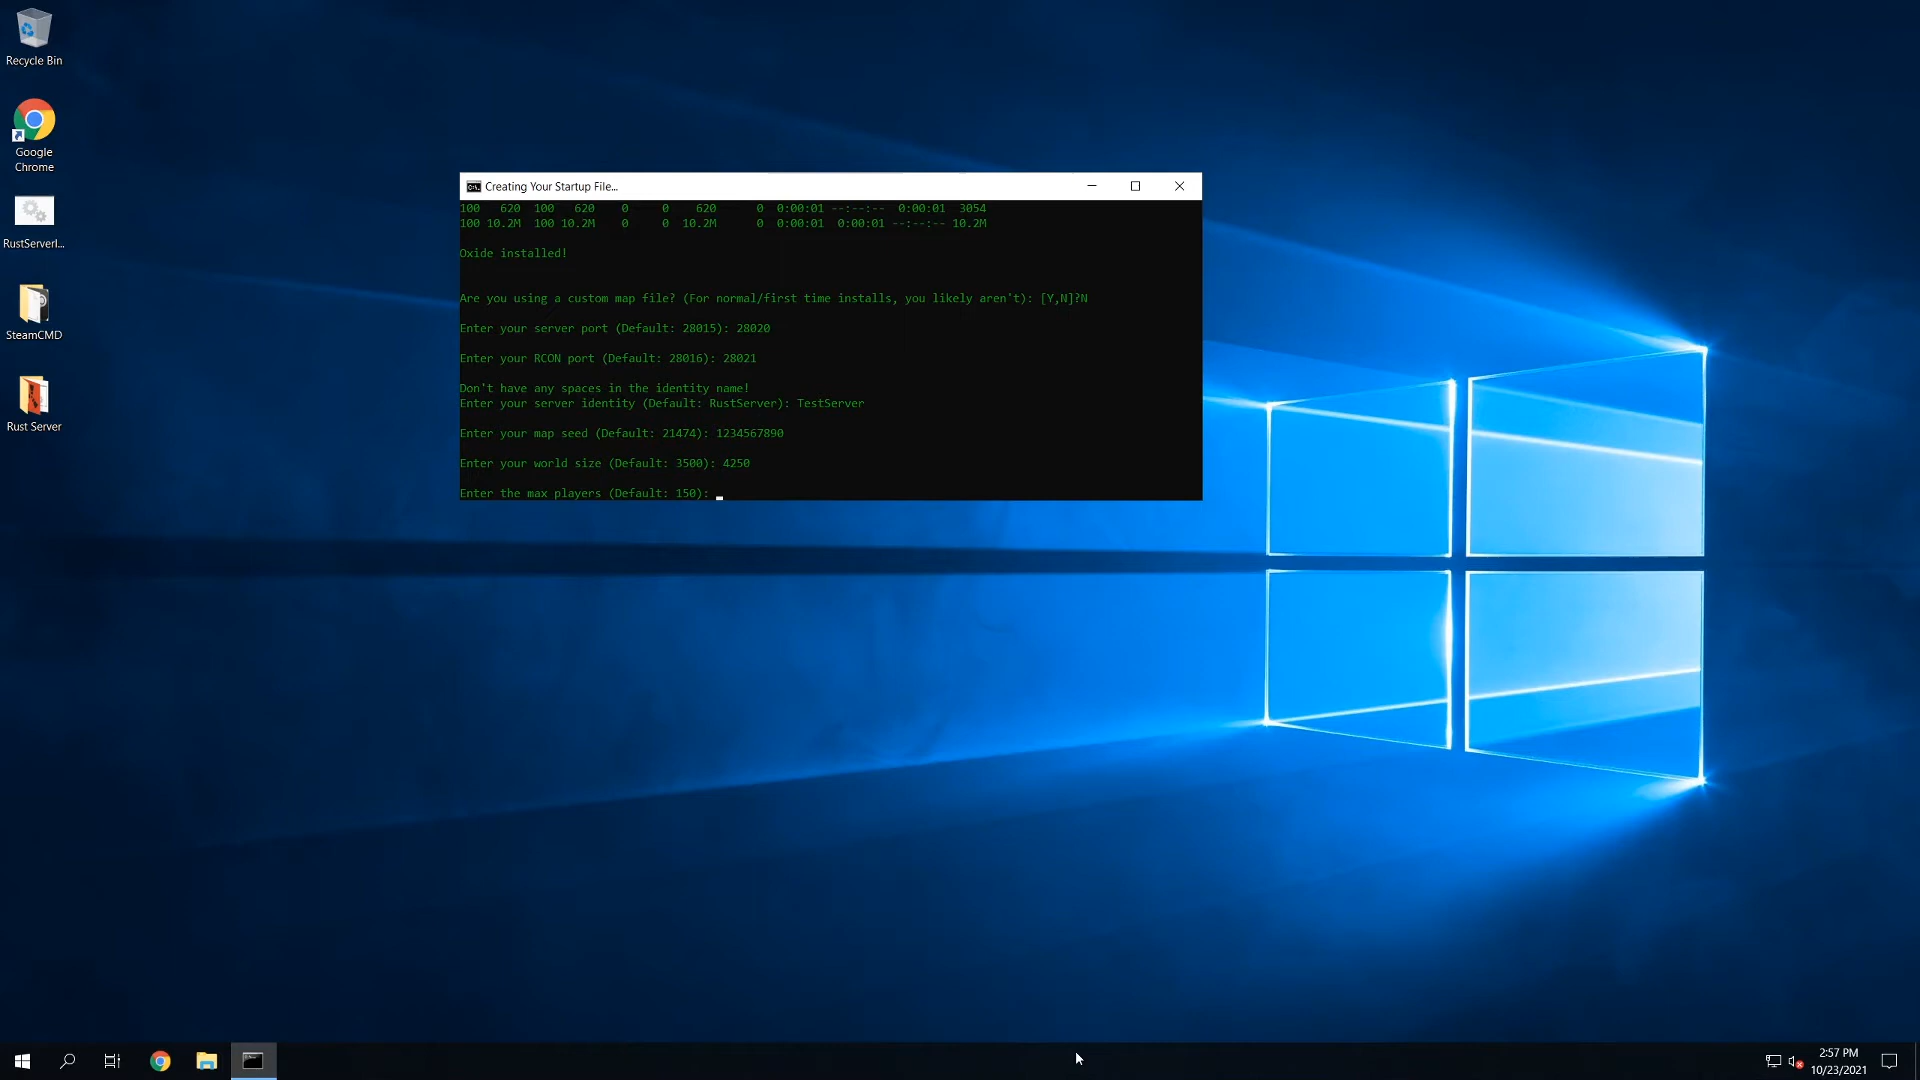 Recycle Bin
Google
Chrome
RustServerI...
SteamCMD
Rust Server
Creating Your Startup File...
100 620 100 620 0 0 620 0 0:00:01 --:--:-- 0:00:01 3054
100 10.2M 100 10.2M 0 0 10.2M 0 0:00:01 0:00:01 --:--:-- 10.2M
Oxide installed!
Are you using a custom map file? (For normal/first time installs, you likely aren't): [Y,N]?N
Enter your server port (Default: 28015): 28020
Enter your RCON port (Default: 28016): 28021
Don't have any spaces in the identity name!
Enter your server identity (Default: RustServer): TestServer
Enter your map seed (Default: 21474): 1234567890
Enter your world size (Default: 3500): 4250
Enter the max players (Default: 150):
2:57 PM
10/23/2021